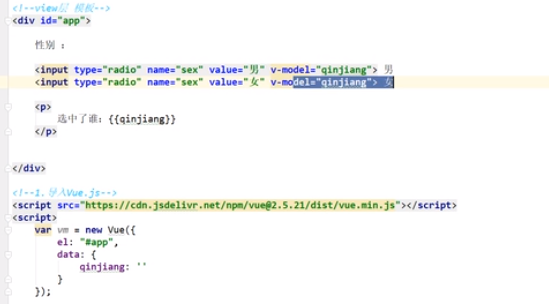 <!--view层 模板-->
<div id="app">
性别 ：
<input type="radio" name="sex" value="男" v-model="qinjiang"> 男
<input type="radio" name="sex" value="女" v-model="qinjiang"> 女
<p>
选中了谁：{{qinjiang}}
</p>
</div>
<!--1、导入Vue.js-->
<script src="https://cdn.jsdelivr.net/npm/vue@2.5.21/dist/vue.min.js"></script>
<script>
var vm = new Vue({
el: "#app",
data: {
qinjiang: ''
}
});